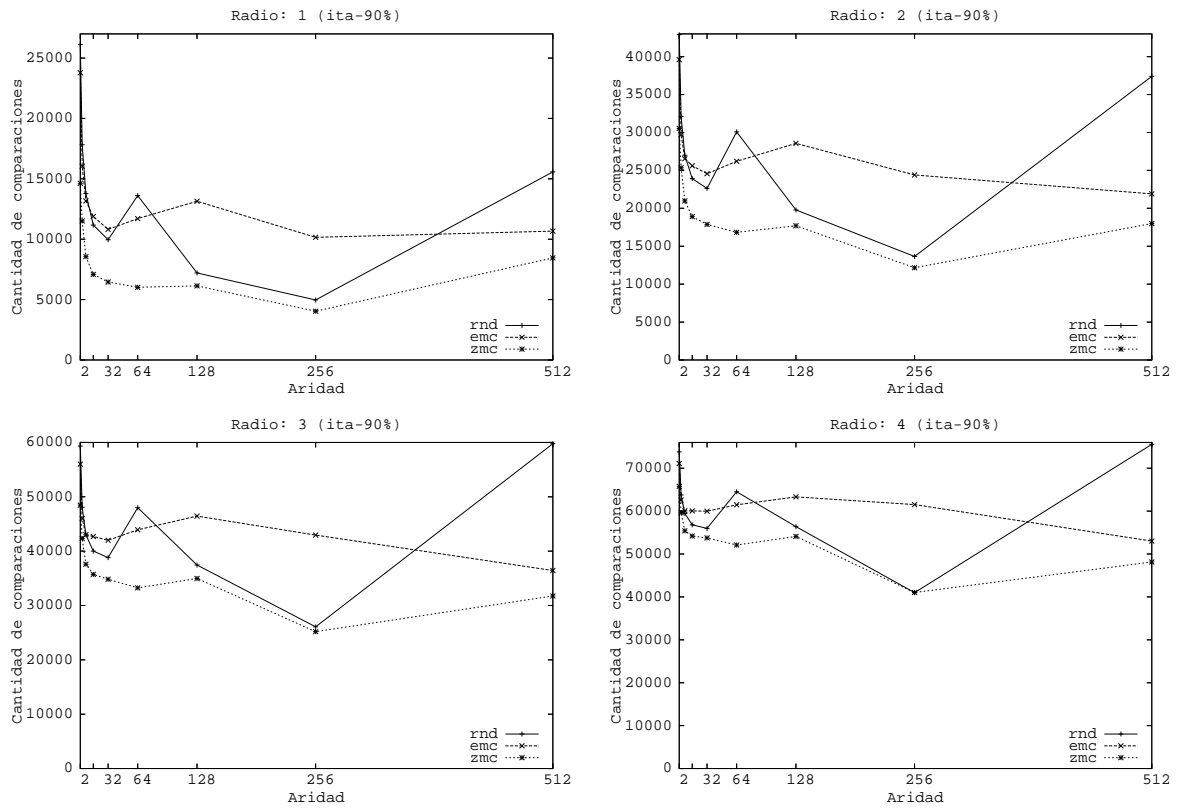 Radio: 1 (ita-90%)
Cantidad de comparaciones
25000
20000
15000
10000
5000
0
rnd
emc
zmc
2 32 64 128 256 512
Aridad
Radio: 2 (ita-90%)
Cantidad de comparaciones
40000
35000
30000
25000
20000
15000
10000
5000
0
rnd
emc
zmc
2 32 64 128 256 512
Aridad
Radio: 3 (ita-90%)
Cantidad de comparaciones
60000
50000
40000
30000
20000
10000
0
rnd
emc
zmc
2 32 64 128 256 512
Aridad
Radio: 4 (ita-90%)
Cantidad de comparaciones
70000
60000
50000
40000
30000
20000
10000
0
rnd
emc
zmc
2 32 64 128 256 512
Aridad